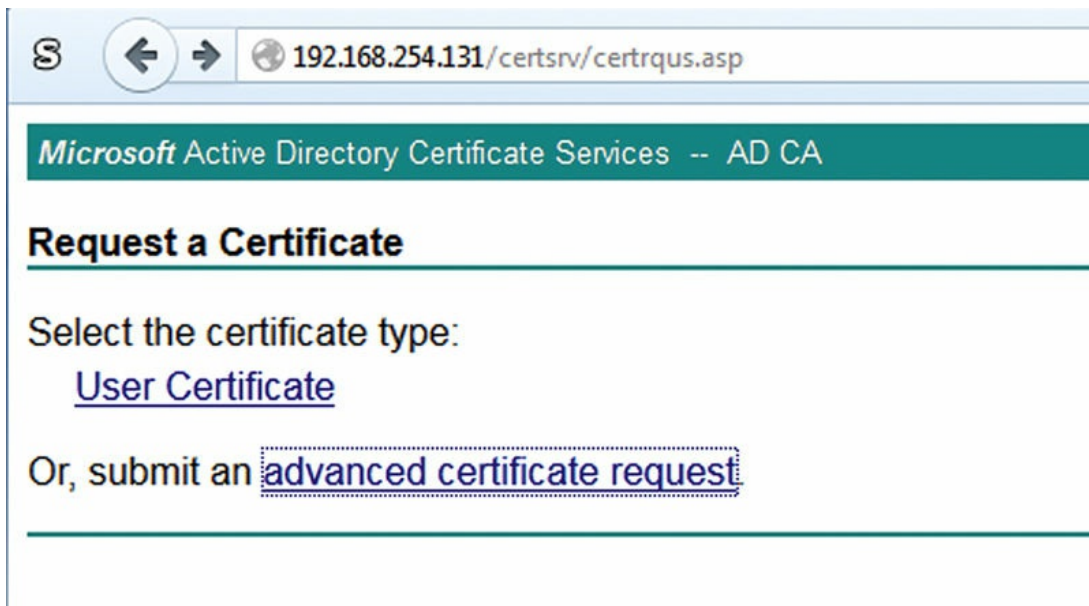 S
192.168.254.131/certsrv/certrqus.asp
Microsoft Active Directory Certificate Services -- AD CA
Request a Certificate
Select the certificate type:
User Certificate
Or, submit an advanced certificate request.